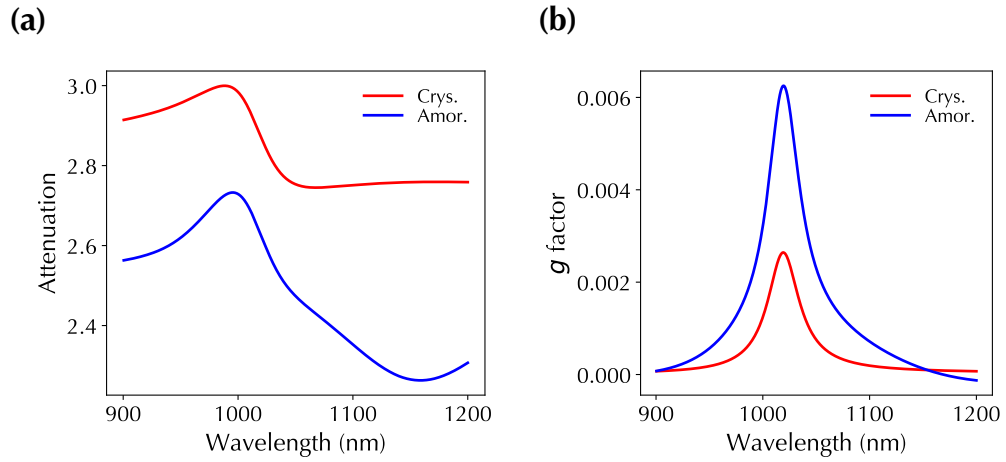 (a)
3.0
2.8
2.6
2.4
Attenuation
Crys.
Amor.
900 1000 1100 1200
Wavelength (nm)
(b)
0.006
0.004
0.002
0.000
g factor
Crys.
Amor.
900 1000 1100 1200
Wavelength (nm)